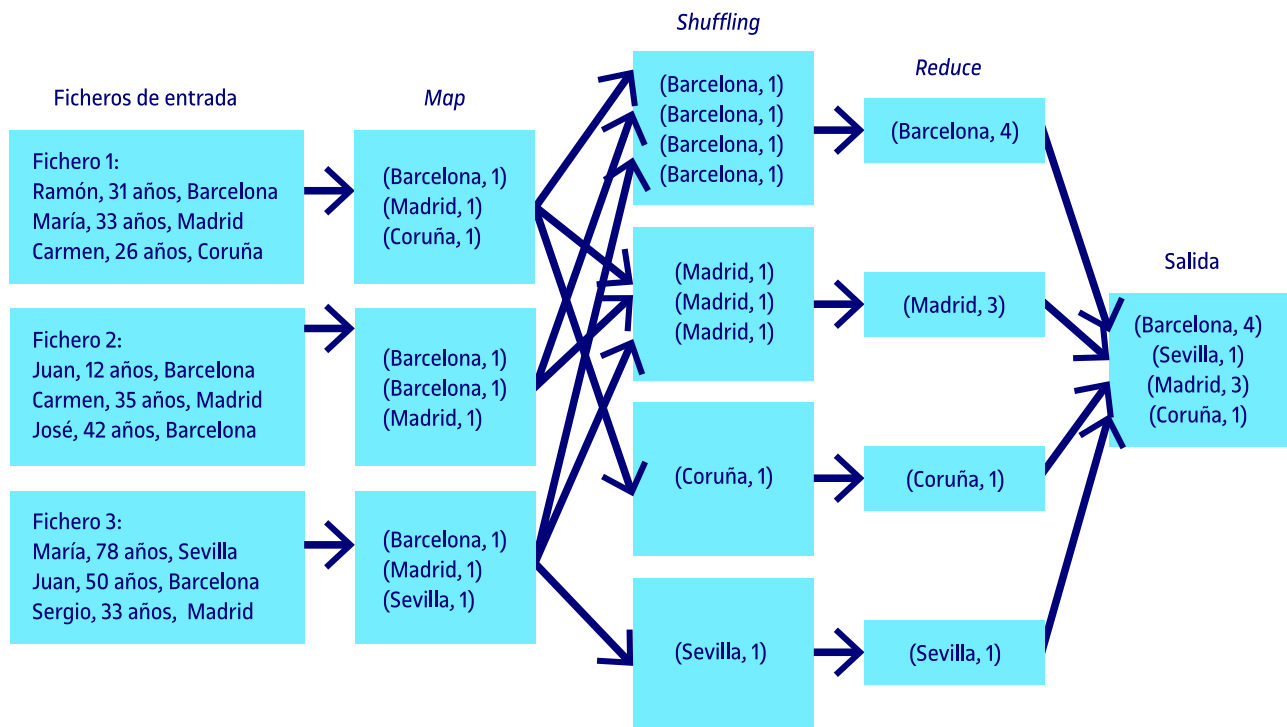 Ficheros de entrada
Fichero 1:
Ramón, 31 años, Barcelona
María, 33 años, Madrid
Carmen, 26 años, Coruña
Fichero 2:
Juan, 12 años, Barcelona
Carmen, 35 años, Madrid
José, 42 años, Barcelona
Fichero 3:
María, 78 años, Sevilla
Juan, 50 años, Barcelona
Sergio, 33 años, Madrid
Map
(Barcelona, 1)
(Madrid, 1)
(Coruña, 1)
(Barcelona, 1)
(Barcelona, 1)
(Madrid, 1)
(Barcelona, 1)
(Madrid, 1)
(Sevilla, 1)
Shuffling
(Barcelona, 1)
(Barcelona, 1)
(Barcelona, 1)
(Barcelona, 1)
(Madrid, 1)
(Madrid, 1)
(Madrid, 1)
(Coruña, 1)
(Sevilla, 1)
Reduce
(Barcelona, 4)
(Madrid, 3)
(Coruña, 1)
(Sevilla, 1)
Salida
(Barcelona, 4)
(Sevilla, 1)
(Madrid, 3)
(Coruña, 1)